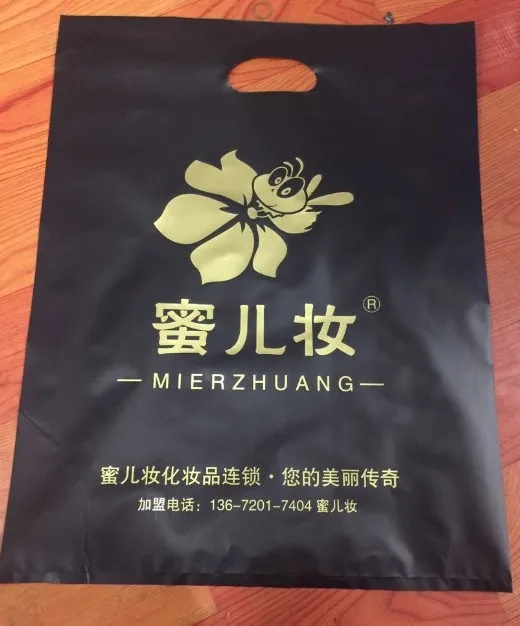 蜜儿妆®
—MIERZHUANG—
蜜儿妆化妆品连锁·您的美丽传奇
加盟电话：136-7201-7404 蜜儿妆